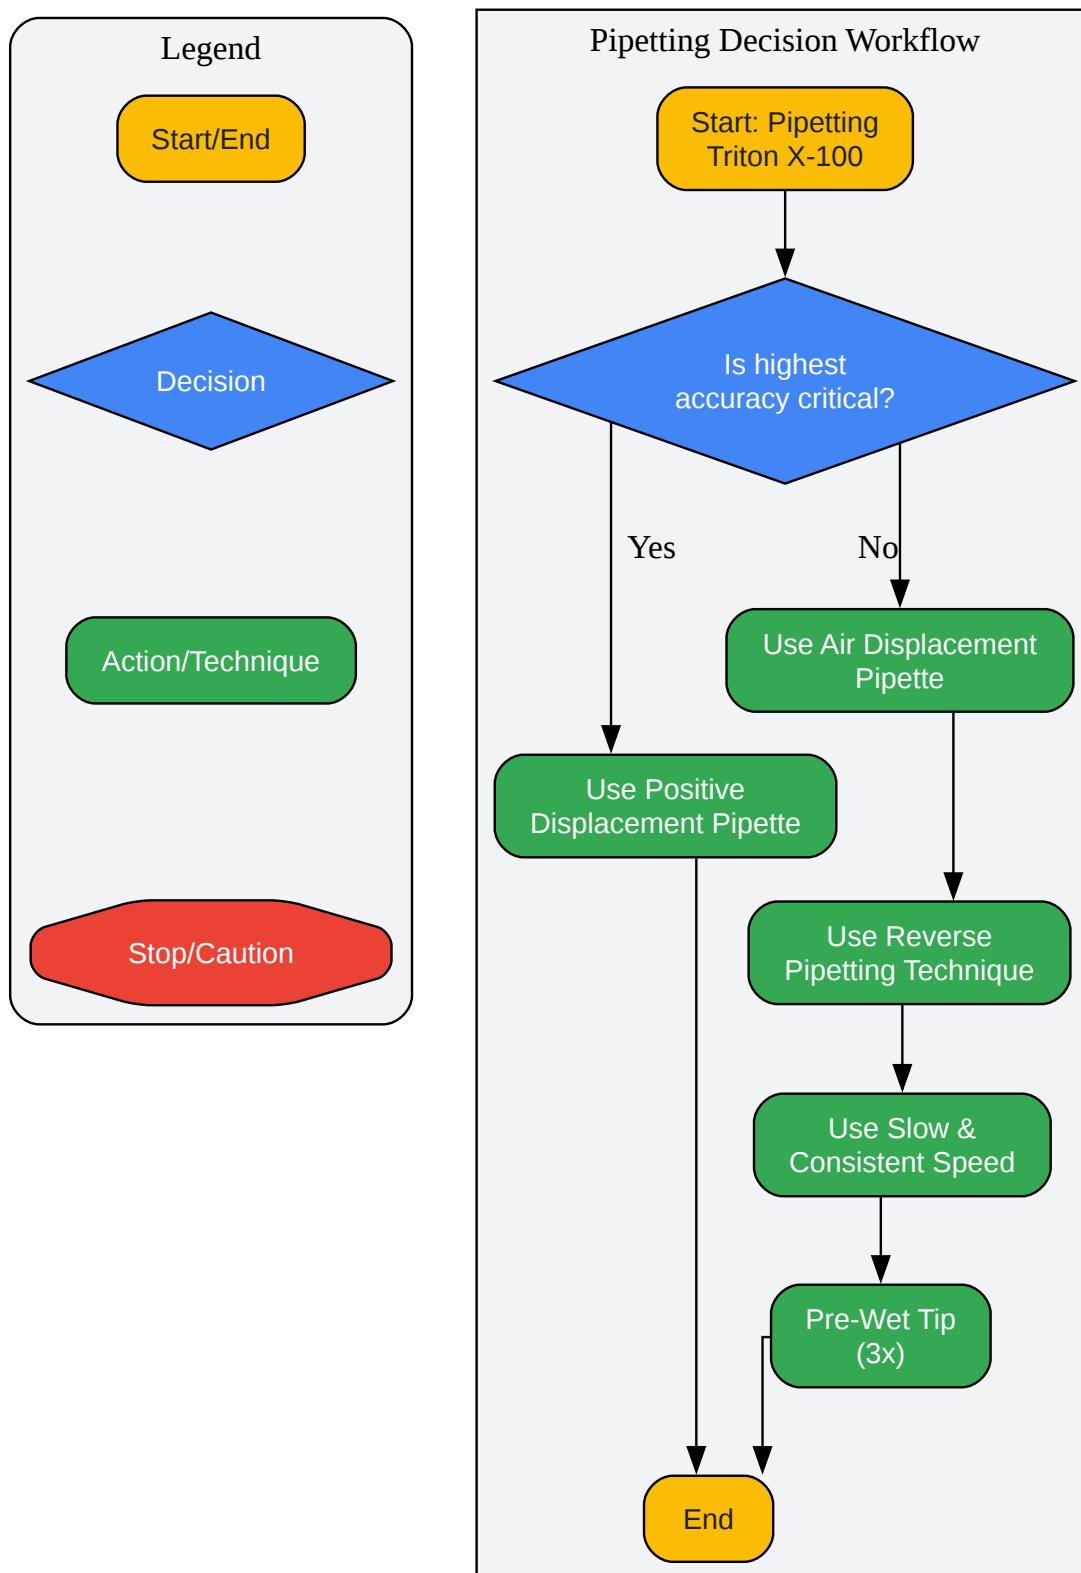 Legend
Start/End
Decision
Action/Technique
Stop/Caution
Pipetting Decision Workflow
Start: Pipetting
Triton X-100
Is highest
accuracy critical?
Yes
No
Use Air Displacement
Pipette
Use Positive
Displacement Pipette
Use Reverse
Pipetting Technique
Use Slow &
Consistent Speed
Pre-Wet Tip
(3x)
End